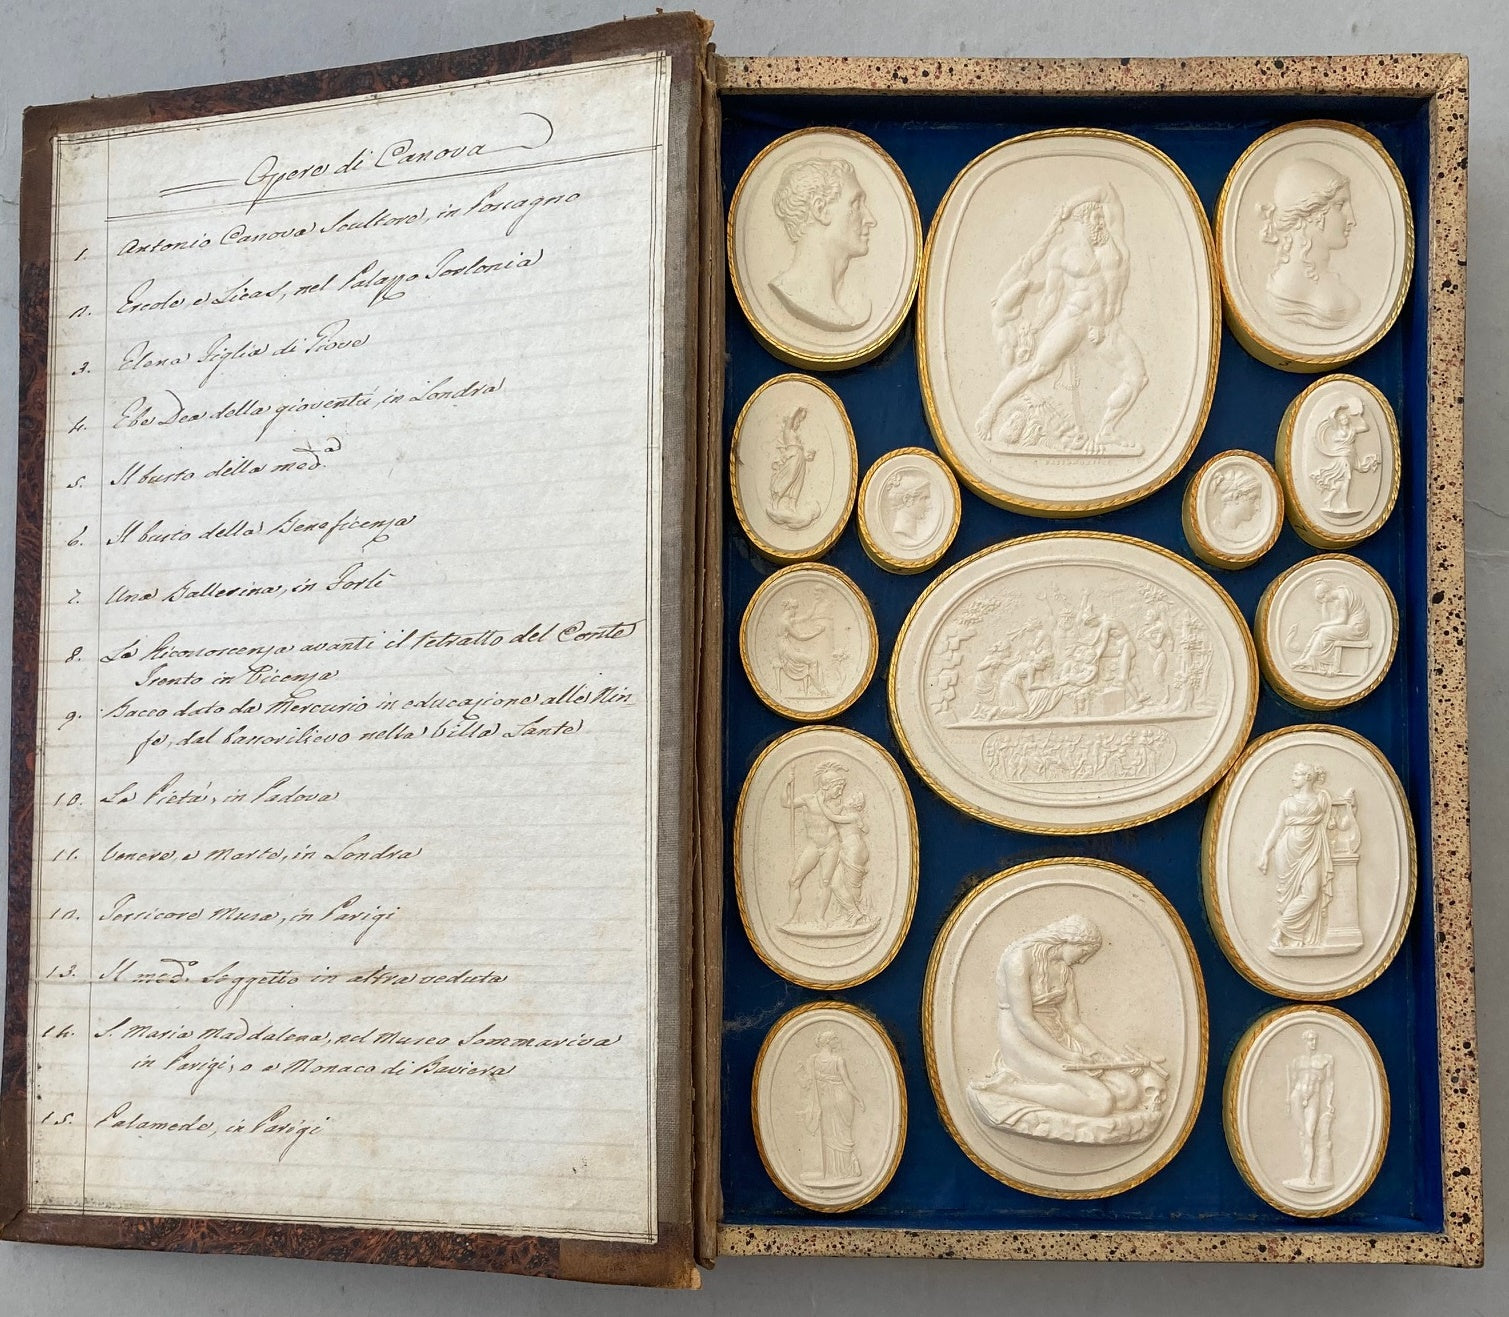 Opere di Canova
1. Antonio Canova Scultore, in Possagno
2. Ercole, e Licas, nel Palazzo Torlonia
3. Elena Figlia di Giove
4. Ebe Dea della gioventù, in Londra
5. Il busto della med.a
6. Il busto della Beneficenza
7. Una Ballerina, in Forlì
8. La Riconoscenza avanti il retratto del Conte
Trento in Vicenza
9. Bacco dato da Mercurio in educazione alle Nin-
fe, dal bassorilievo nella Villa Lante
10. La Pietà, in Padova
11. Venere, e Marte, in Londra
12. Tersicore Musa, in Parigi
13. Il med.o Soggetto in altra veduta
14. S. Maria Maddalena, nel Museo Sommariva
in Parigi, o a Monaco di Baviera
15. Palamede, in Parigi
3